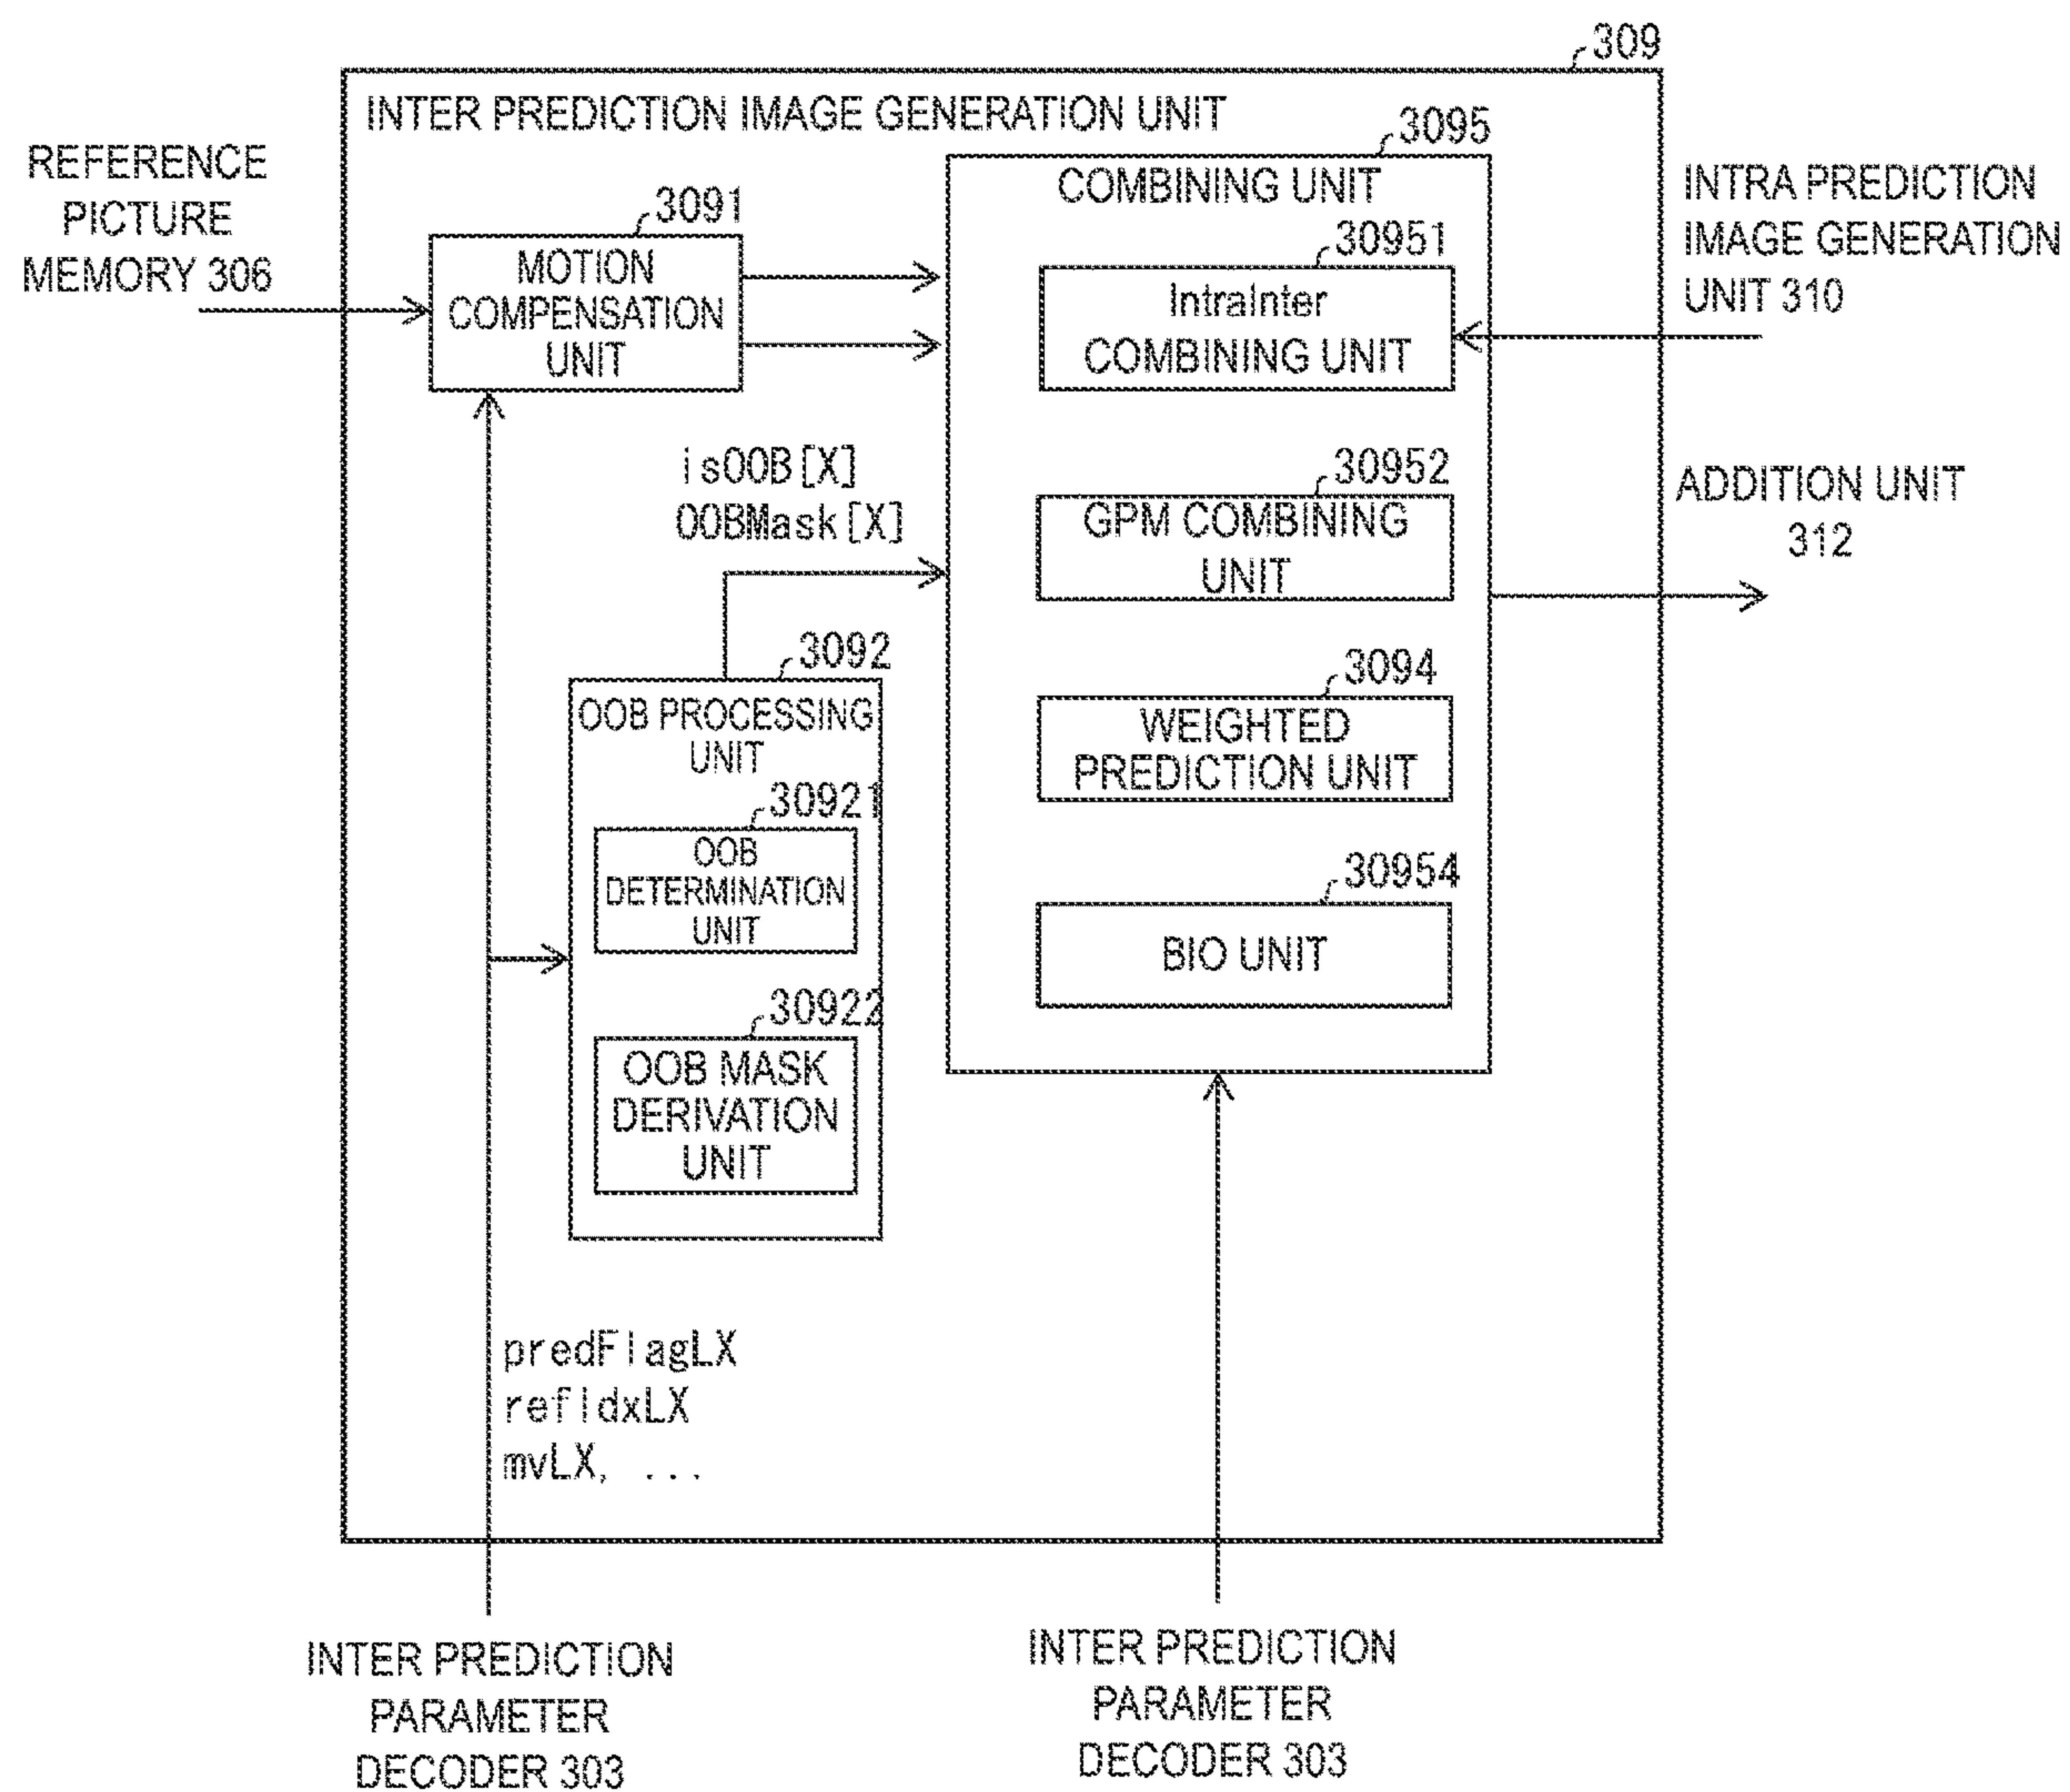 309
INTER PREDICTION IMAGE GENERATION UNIT
REFERENCE
PICTURE
MEMORY 306
3091
MOTION
COMPENSATION
UNIT
3095
COMBINING UNIT
30951
IntraInter
COMBINING UNIT
INTRA PREDICTION
IMAGE GENERATION
UNIT 310
isOOB[X]
OOBMask[X]
30952
GPM COMBINING
UNIT
ADDITION UNIT
312
3092
OOB PROCESSING
UNIT
30921
OOB
DETERMINATION
UNIT
30922
OOB MASK
DERIVATION
UNIT
3094
WEIGHTED
PREDICTION UNIT
30954
BIO UNIT
predFlagLX
refIdxLX
mvLX, ...
INTER PREDICTION
PARAMETER
DECODER 303
INTER PREDICTION
PARAMETER
DECODER 303